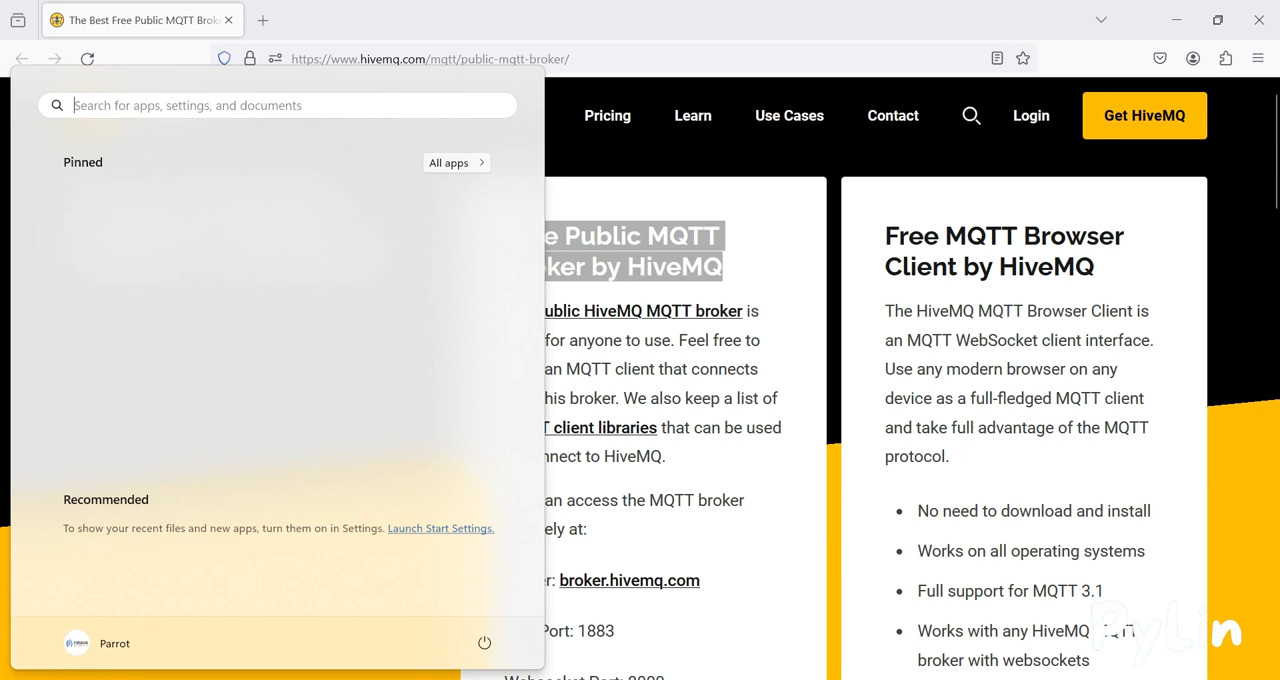 The Best Free Public MQTT Brok
https://www.hivemq.com/mqtt/public-mqtt-broker/
Search for apps, settings, and documents
Pinned
All apps
Recommended
To show your recent files and new apps, turn them on in Settings. Launch Start Settings.
Parrot
Pricing
Learn
Use Cases
Contact
Login
Get HiveMQ
e Public MQTT
ker by HiveMQ
ublic HiveMQ MQTT broker is
for anyone to use. Feel free to
an MQTT client that connects
his broker. We also keep a list of
T client libraries that can be used
nnect to HiveMQ.
an access the MQTT broker
ely at:
r: broker.hivemq.com
Port: 1883
Free MQTT Browser
Client by HiveMQ
The HiveMQ MQTT Browser Client is
an MQTT WebSocket client interface.
Use any modern browser on any
device as a full-fledged MQTT client
and take full advantage of the MQTT
protocol.
No need to download and install
Works on all operating systems
Full support for MQTT 3.1
Works with any HiveMQ MQTT
broker with websockets
PyLin